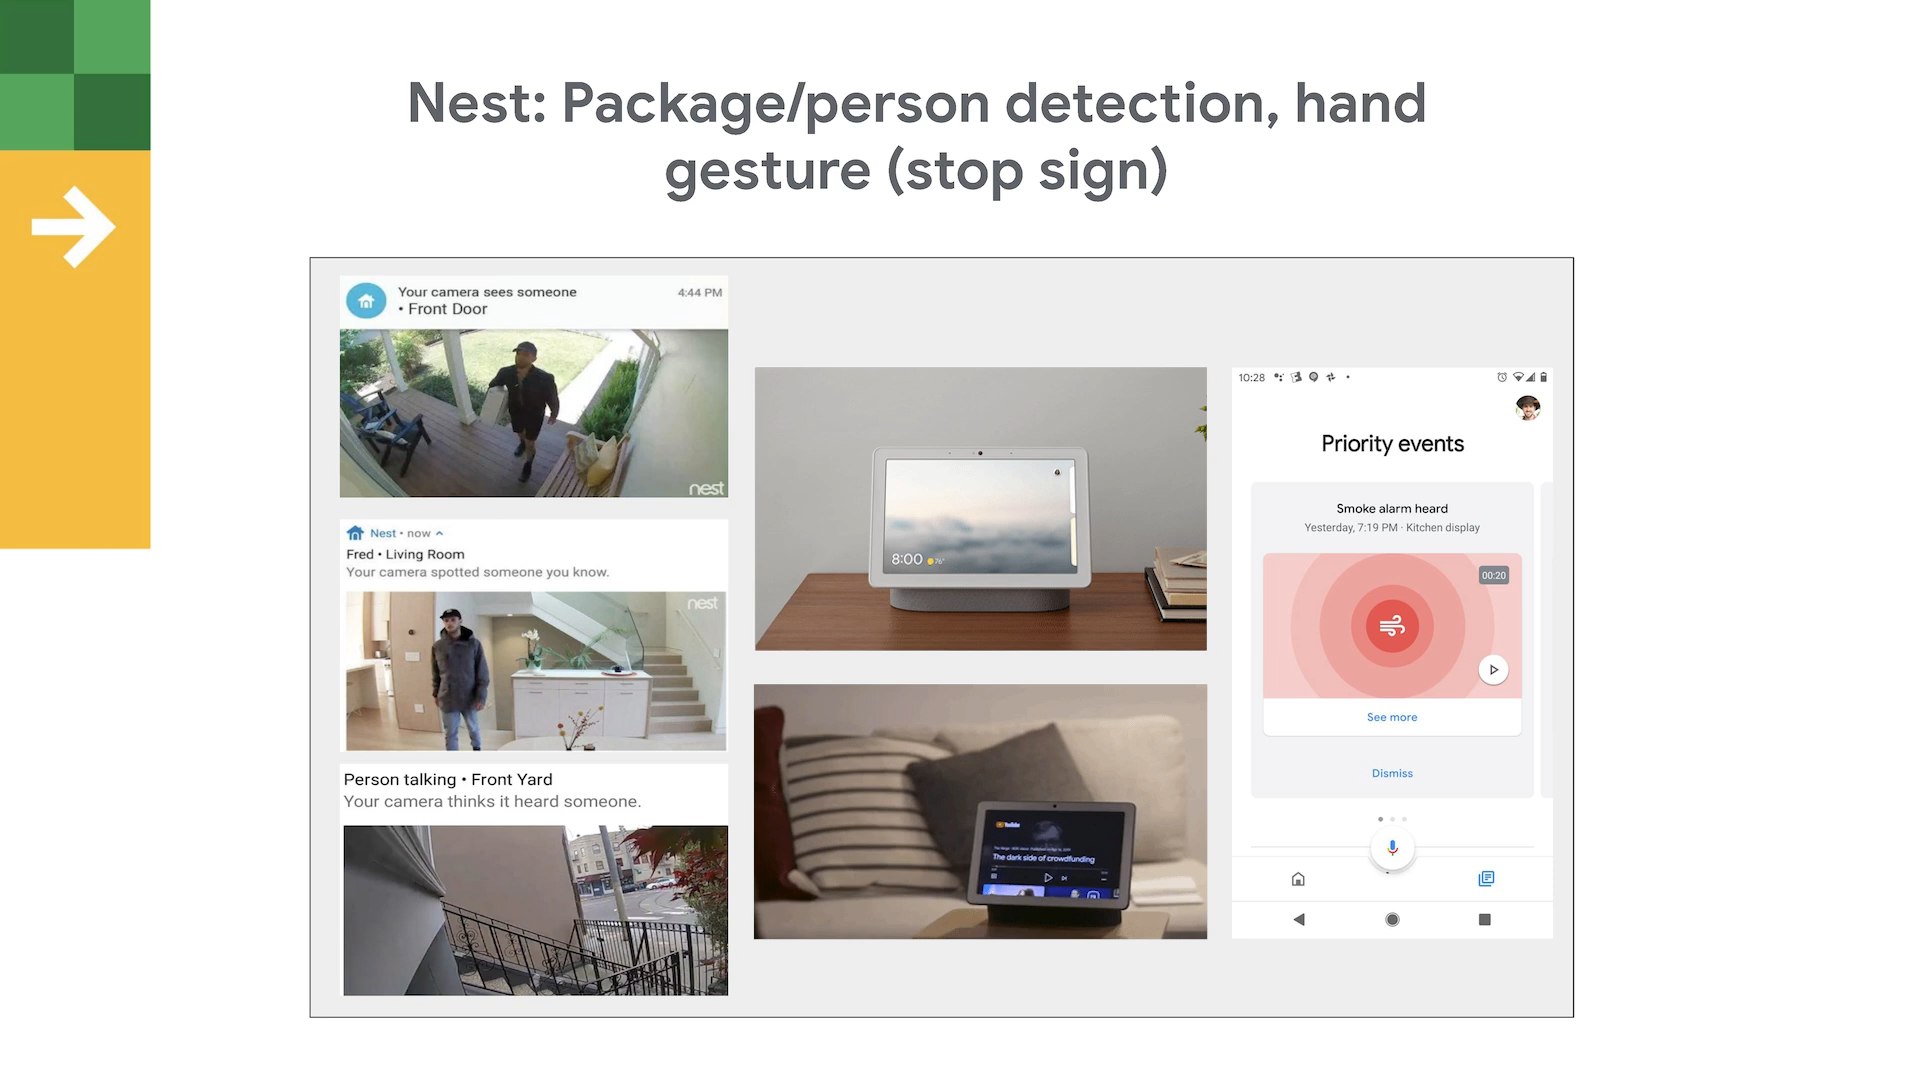 Nest: Package/person detection, hand
gesture (stop sign)
Your camera sees someone
4:44 PM
• Front Door
nest
Nest • now
Fred • Living Room
Your camera spotted someone you know.
nest
Person talking • Front Yard
Your camera thinks it heard someone.
8:00
76°
YouTube
The dark side of crowdfunding
10:28
Priority events
Smoke alarm heard
Yesterday, 7:19 PM · Kitchen display
00:20
See more
Dismiss